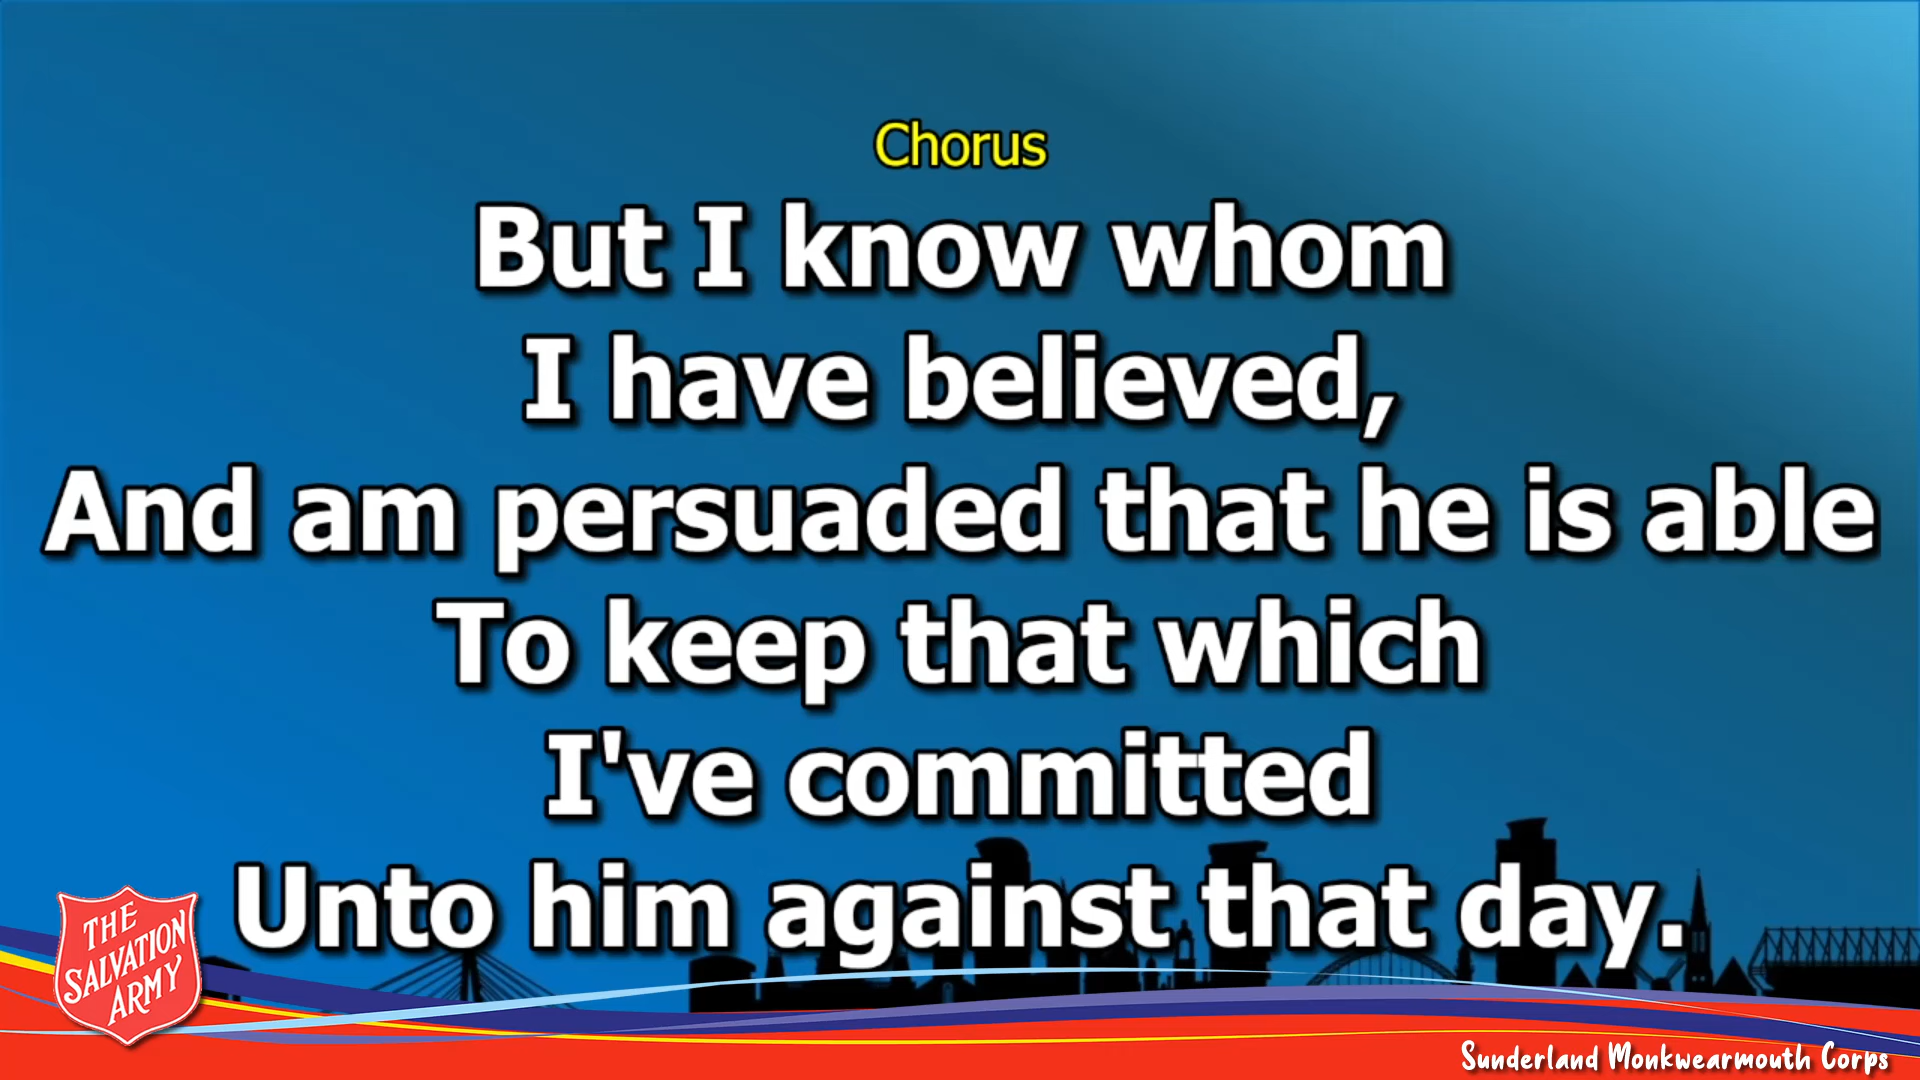 Chorus
But I know whom
I have believed,
And am persuaded that he is able
To keep that which
I've committed
Unto him against that day.
THE
SALVATION
ARMY
Sunderland Monkwearmouth Corps